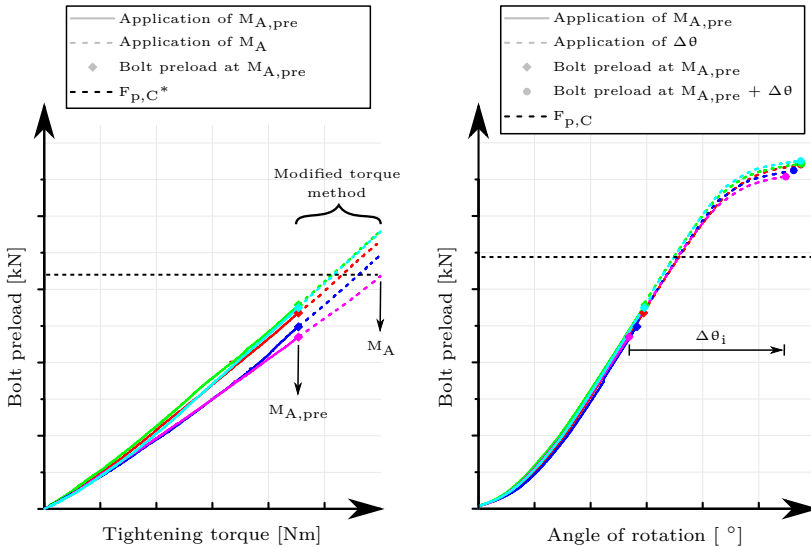 Application of M_A,pre
Application of M_A
Bolt preload at M_A,pre
F_p,C*
Modified torque
method
M_A
M_A,pre
Bolt preload [kN]
Tightening torque [Nm]
Application of M_A,pre
Application of Δθ
Bolt preload at M_A,pre
Bolt preload at M_A,pre + Δθ
F_p,C
Δθ_i
Bolt preload [kN]
Angle of rotation [ °]